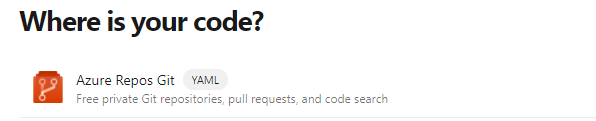 Where is your code?
Azure Repos Git YAML
Free private Git repositories, pull requests, and code search